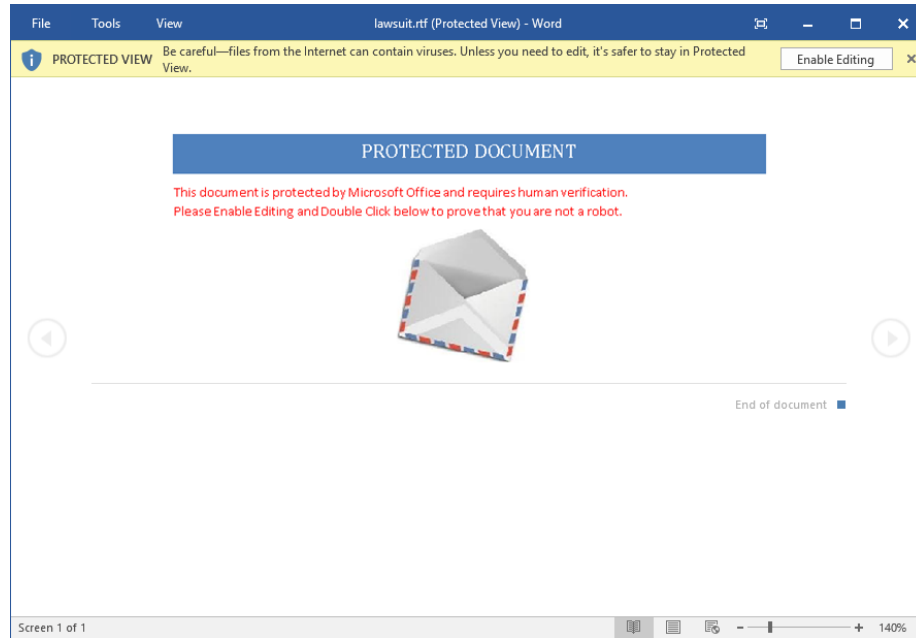 File Tools View lawsuit.rtf (Protected View) - Word
PROTECTED VIEW Be careful—files from the Internet can contain viruses. Unless you need to edit, it's safer to stay in Protected
View.
Enable Editing
PROTECTED DOCUMENT
This document is protected by Microsoft Office and requires human verification.
Please Enable Editing and Double Click below to prove that you are not a robot.
End of document
Screen 1 of 1 140%